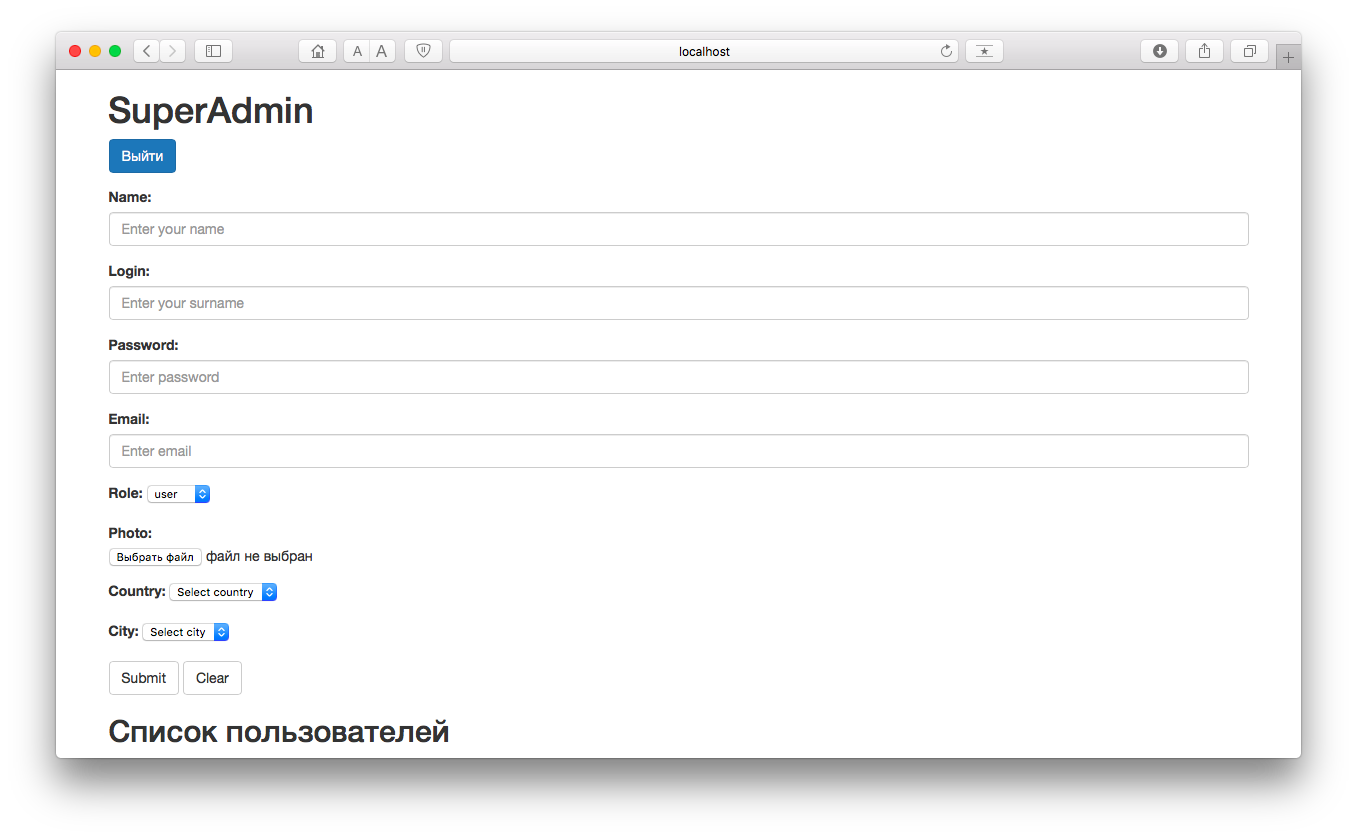 A A localhost
SuperAdmin
Выйти
Name:
Enter your name
Login:
Enter your surname
Password:
Enter password
Email:
Enter email
Role: user
Photo:
Выбрать файл файл не выбран
Country: Select country
City: Select city
Submit Clear
Список пользователей